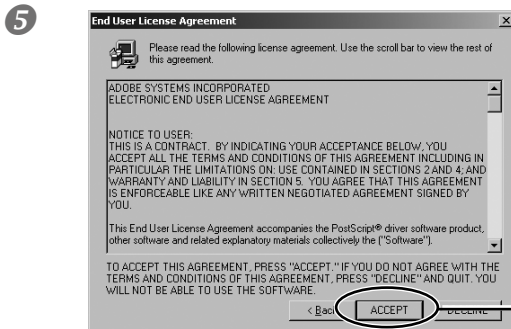 5
End User License Agreement
Please read the following license agreement. Use the scroll bar to view the rest of
this agreement.
ADOBE SYSTEMS INCORPORATED
ELECTRONIC END USER LICENSE AGREEMENT
NOTICE TO USER:
THIS IS A CONTRACT. BY INDICATING YOUR ACCEPTANCE BELOW, YOU
ACCEPT ALL THE TERMS AND CONDITIONS OF THIS AGREEMENT INCLUDING IN
PARTICULAR THE LIMITATIONS ON: USE CONTAINED IN SECTIONS 2 AND 4; AND
WARRANTY AND LIABILITY IN SECTION 5. YOU AGREE THAT THIS AGREEMENT
IS ENFORCEABLE LIKE ANY WRITTEN NEGOTIATED AGREEMENT SIGNED BY
YOU.
This End User License Agreement accompanies the PostScript® driver software product,
other software and related explanatory materials collectively the ("Software").
TO ACCEPT THIS AGREEMENT, PRESS "ACCEPT." IF YOU DO NOT AGREE WITH THE
TERMS AND CONDITIONS OF THIS AGREEMENT, PRESS "DECLINE" AND QUIT. YOU
WILL NOT BE ABLE TO USE THE SOFTWARE.
< Back ACCEPT DECLINE